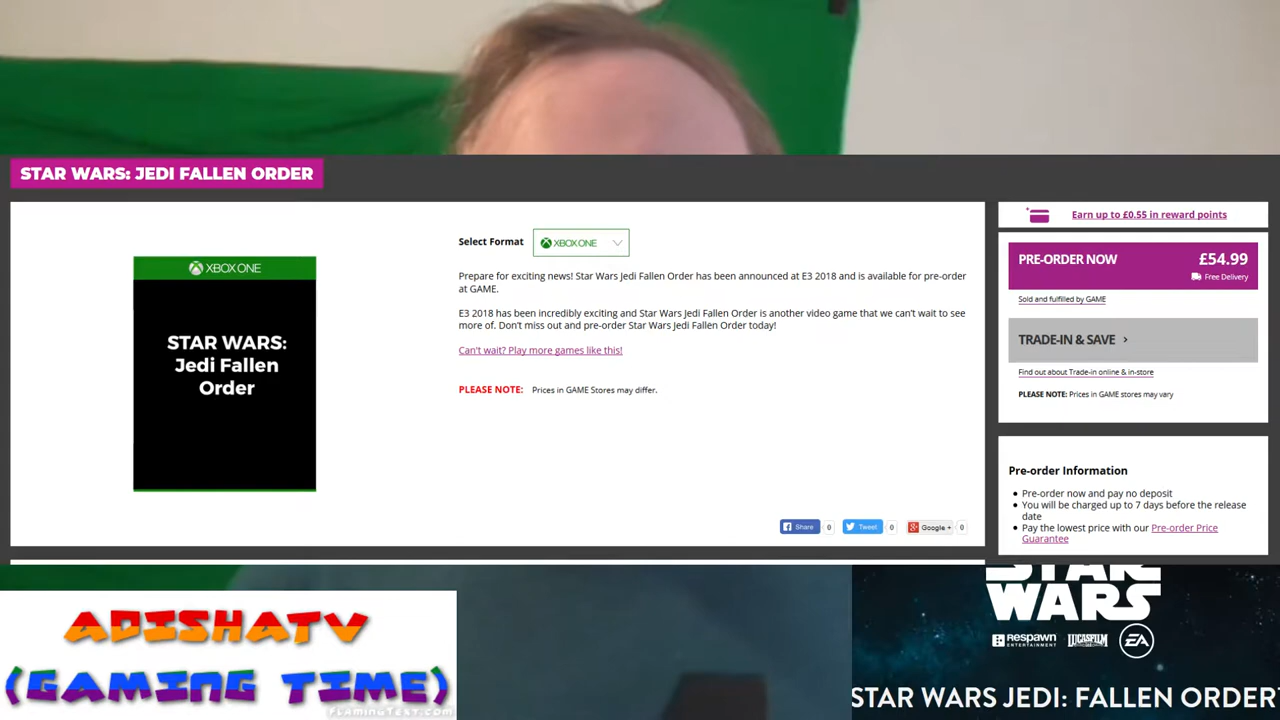 STAR WARS: JEDI FALLEN ORDER
XBOX ONE
STAR WARS:
Jedi Fallen
Order
Select Format
XBOX ONE
Prepare for exciting news! Star Wars Jedi Fallen Order has been announced at E3 2018 and is available for pre-order
at GAME.
E3 2018 has been incredibly exciting and Star Wars Jedi Fallen Order is another video game that we can't wait to see
more of. Don't miss out and pre-order Star Wars Jedi Fallen Order today!
Can't wait? Play more games like this!
PLEASE NOTE: Prices in GAME Stores may differ.
Share 0 Tweet 0 Google + 0
Earn up to £0.55 in reward points
PRE-ORDER NOW £54.99
Free Delivery
Sold and fulfilled by GAME
TRADE-IN & SAVE >
Find out about Trade-in online & in-store
PLEASE NOTE: Prices in GAME stores may vary
Pre-order Information
Pre-order now and pay no deposit
You will be charged up to 7 days before the release
date
Pay the lowest price with our Pre-order Price
Guarantee
ADISHATV
(GAMING TIME)
FLAMINGTEXT.COM
STAR
WARS
RESPAWN
ENTERTAINMENT
LUCASFILM
GAMES
EA
STAR WARS JEDI: FALLEN ORDER